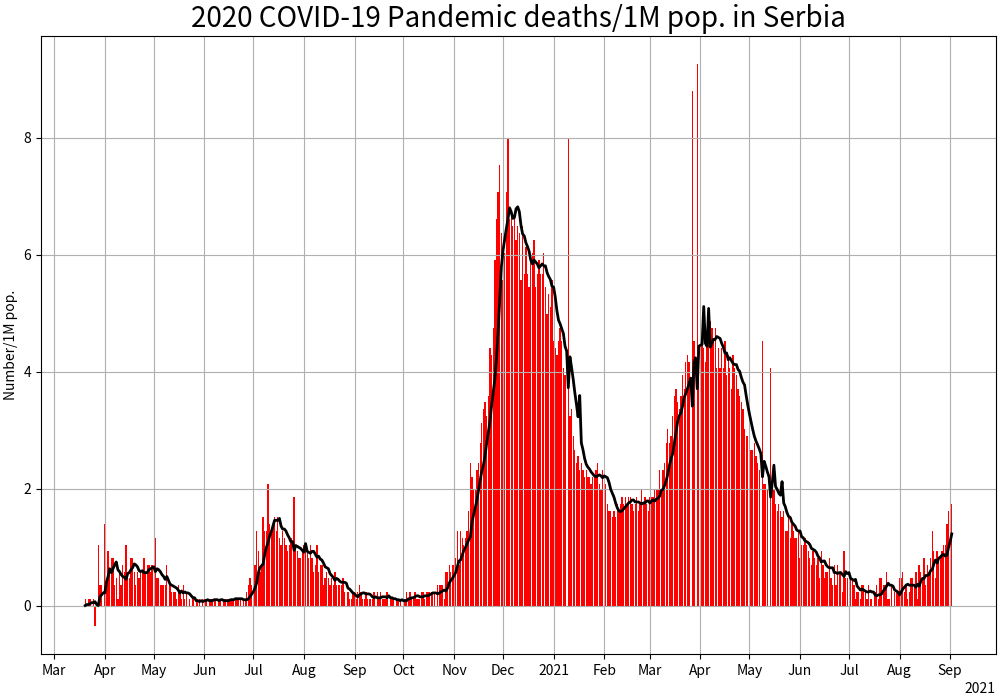 2020 COVID-19 Pandemic deaths/1M pop. in Serbia
Number/1M pop.
8
6
4
2
0
Mar Apr May Jun Jul Aug Sep Oct Nov Dec 2021 Feb Mar Apr May Jun Jul Aug Sep
2021